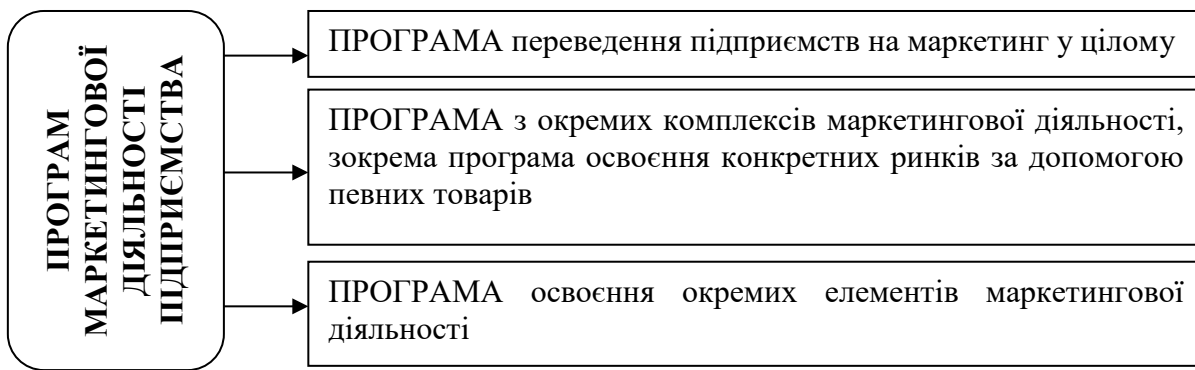 ПРОГРАМ
МАРКЕТИНГОВОЇ
ДІЯЛЬНОСТІ
ПІДПРИЄМСТВА
ПРОГРАМА переведення підприємств на маркетинг у цілому
ПРОГРАМА з окремих комплексів маркетингової діяльності,
зокрема програма освоєння конкретних ринків за допомогою
певних товарів
ПРОГРАМА освоєння окремих елементів маркетингової
діяльності